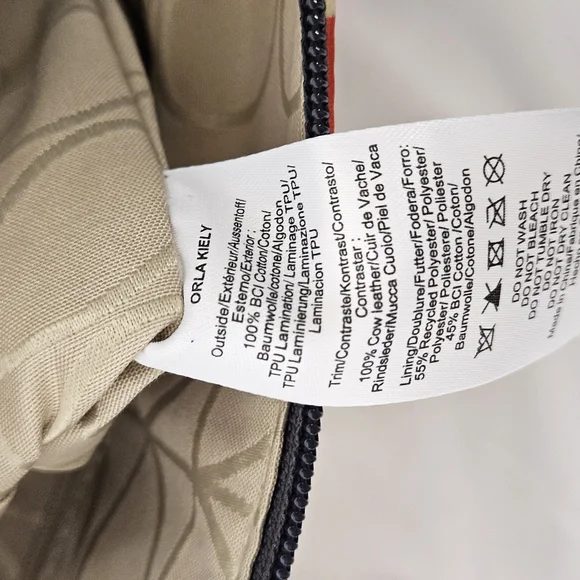 ORLA KIELY
Outside/Extérieur/Aussentoff/
Esterno/Exterior :
100% BCI Cotton/Coton/
Baumwolle/cotone/Algodon
TPU Lamination/ Laminage TPU/
TPU Laminierung/Laminazione TPU/
Laminacion TPU
Trim/Contraste/Kontrast/Contrasto/
Contrastar :
100% Cow leather/Cuir de Vache/
Rindsleder/Mucca Cuoio/Piel de Vaca
Lining/Doublure/Futter/Fodera/Forro:
55% Recycled Polyester/ Polyester/
Polyester/ Poliestere/ Poliester
45% BCI Cotton /Coton/
Baumwolle/Cotone/Algodon
DO NOT WASH
DO NOT BLEACH
DO NOT TUMBLE DRY
DO NOT IRON
DO NOT DRY CLEAN
Made in China/Fabriqué en Chine